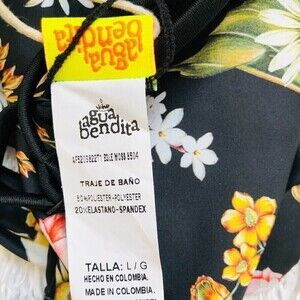 agua
bendita
agua
bendita
TRAJE DE BAÑO
80%POLIESTER-POLYESTER
20%ELASTANO-SPANDEX
TALLA: L / G
HECHO EN COLOMBIA.
MADE IN COLOMBIA.